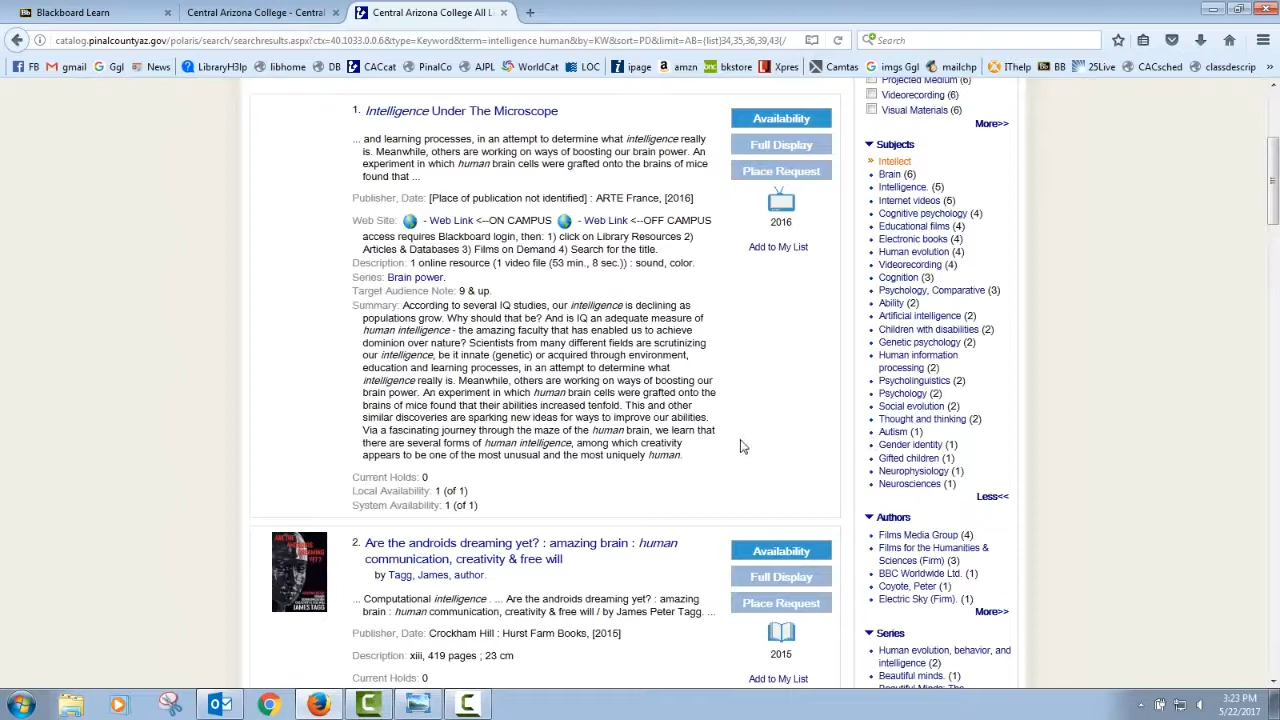 Blackboard Learn
Central Arizona College - Central
Central Arizona College All L
catalog.pinalcountyaz.gov/polaris/search/searchresults.aspx?ctx=40.1033.0.0.6&type=Keyword&term=intelligence human&by=KW&sort=PD&limit=AB={list}34,35,36,39,43{/
Search
FB gmail Ggl News LibraryHlp libhome DB CACcat PinalCo AJPL WorldCat LOC ipage amzn bkstore Xpres Camtas imgs Ggl mailchp IThelp BB 25Live CACsched classdescrip
Projected Medium (6)
Videorecording (6)
Visual Materials (6)
More>>
1. Intelligence Under The Microscope
... and learning processes, in an attempt to determine what intelligence really
is. Meanwhile, others are working on ways of boosting our brain power. An
experiment in which human brain cells were grafted onto the brains of mice
found that ...
Publisher, Date: [Place of publication not identified] : ARTE France, [2016]
Web Site: - Web Link <--ON CAMPUS - Web Link <--OFF CAMPUS
access requires Blackboard login, then: 1) click on Library Resources 2)
Articles & Databases 3) Films on Demand 4) Search for the title.
Description: 1 online resource (1 video file (53 min., 8 sec.)) : sound, color.
Series: Brain power.
Target Audience Note: 9 & up.
Summary: According to several IQ studies, our intelligence is declining as
populations grow. Why should that be? And is IQ an adequate measure of
human intelligence - the amazing faculty that has enabled us to achieve
dominion over nature? Scientists from many different fields are scrutinizing
our intelligence, be it innate (genetic) or acquired through environment,
education and learning processes, in an attempt to determine what
intelligence really is. Meanwhile, others are working on ways of boosting our
brain power. An experiment in which human brain cells were grafted onto the
brains of mice found that their abilities increased tenfold. This and other
similar discoveries are sparking new ideas for ways to improve our abilities.
Via a fascinating journey through the maze of the human brain, we learn that
there are several forms of human intelligence, among which creativity
appears to be one of the most unusual and the most uniquely human.
Current Holds: 0
Local Availability: 1 (of 1)
System Availability: 1 (of 1)
Availability
Full Display
Place Request
2016
Add to My List
ARE THE
ANDROIDS
DREAMING
YET?
JAMES TAGG
2. Are the androids dreaming yet? : amazing brain : human
communication, creativity & free will
by Tagg, James, author.
... Computational intelligence . ... Are the androids dreaming yet? : amazing
brain : human communication, creativity & free will / by James Peter Tagg. ...
Publisher, Date: Crockham Hill : Hurst Farm Books, [2015]
Description: xiii, 419 pages ; 23 cm
Current Holds: 0
Availability
Full Display
Place Request
2015
Add to My List
Subjects
Intellect
Brain (6)
Intelligence. (5)
Internet videos (5)
Cognitive psychology (4)
Educational films (4)
Electronic books (4)
Human evolution (4)
Videorecording (4)
Cognition (3)
Psychology, Comparative (3)
Ability (2)
Artificial intelligence (2)
Children with disabilities (2)
Genetic psychology (2)
Human information
processing (2)
Psycholinguistics (2)
Psychology (2)
Social evolution (2)
Thought and thinking (2)
Autism (1)
Gender identity (1)
Gifted children (1)
Neurophysiology (1)
Neurosciences (1)
Less<<
Authors
Films Media Group (4)
Films for the Humanities &
Sciences (Firm) (3)
BBC Worldwide Ltd. (1)
Coyote, Peter (1)
Electric Sky (Firm). (1)
More>>
Series
Human evolution, behavior, and
intelligence (2)
Beautiful minds. (1)
Beautiful Minds: The
3:23 PM
5/22/2017